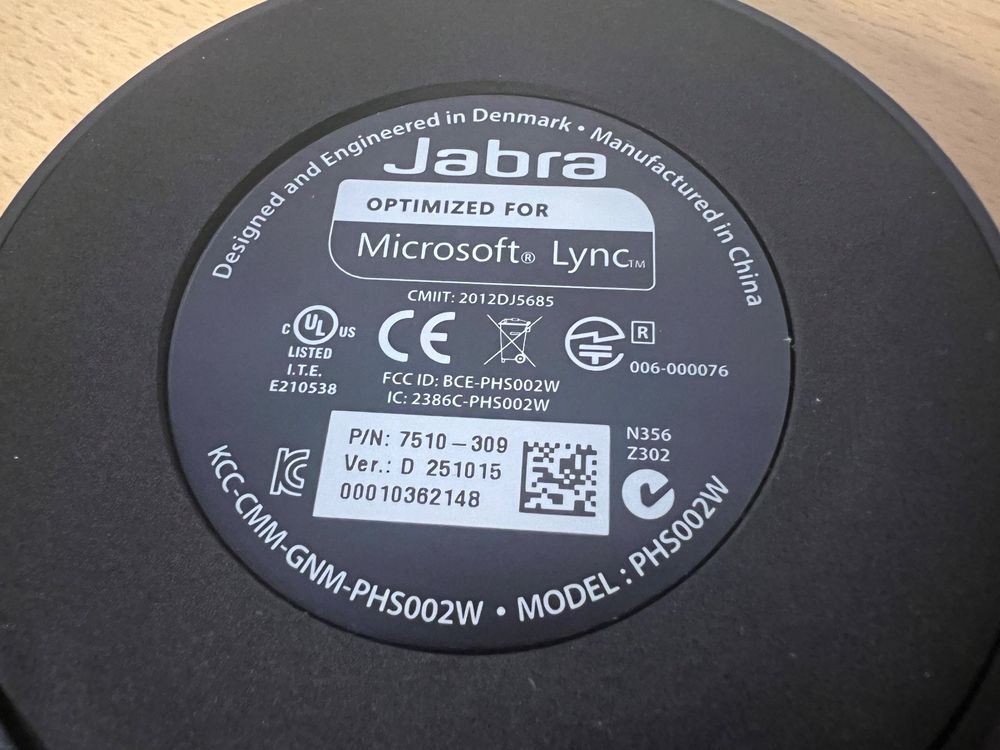 Designed and Engineered in Denmark • Manufactured in China
Jabra
OPTIMIZED FOR
Microsoft® Lync™
CMIIT: 2012DJ5685
C UL US
LISTED
I.T.E.
E210538
CE
R
006-000076
FCC ID: BCE-PHS002W
IC: 2386C-PHS002W
P/N: 7510-309
Ver.: D 251015
00010362148
N356
Z302
KCC-CMM-GNM-PHS002W • MODEL : PHS002W